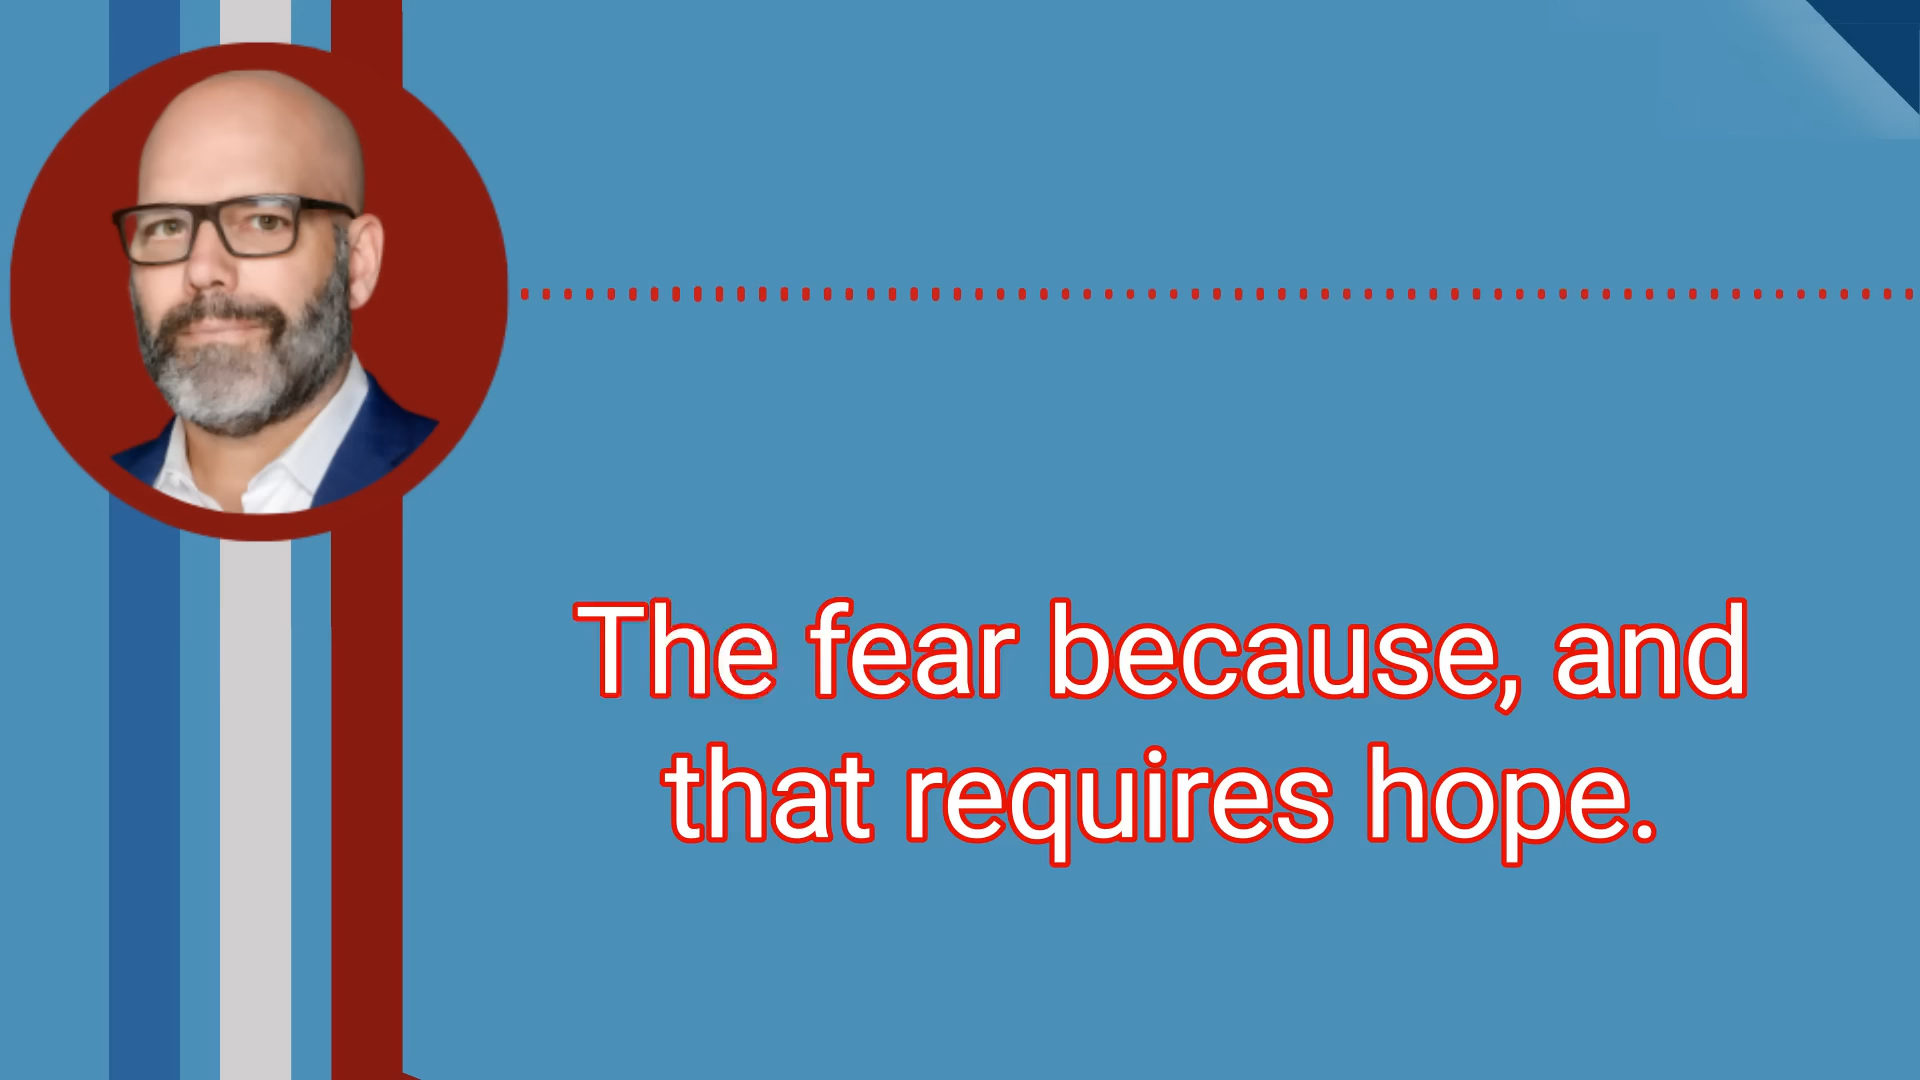 The fear because, and
that requires hope.